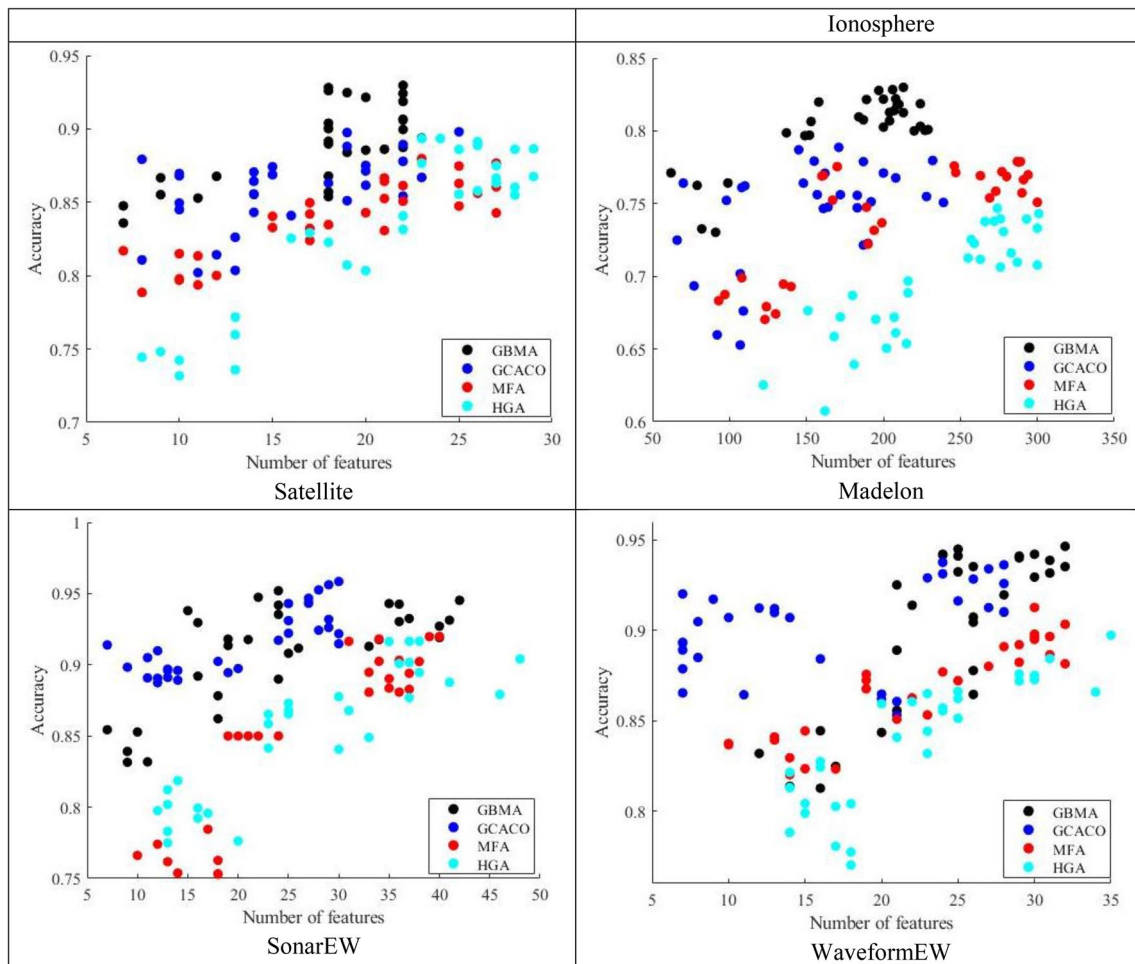 Ionosphere
0.95
0.9
0.85
0.8
0.75
0.7
Accuracy
GBMA
GCACO
MFA
HGA
5 10 15 20 25 30
Number of features
Satellite
0.85
0.8
0.75
0.7
0.65
0.6
Accuracy
GBMA
GCACO
MFA
HGA
50 100 150 200 250 300 350
Number of features
Madelon
1
0.95
0.9
0.85
0.8
0.75
Accuracy
GBMA
GCACO
MFA
HGA
5 10 15 20 25 30 35 40 45 50
Number of features
SonarEW
0.95
0.9
0.85
0.8
Accuracy
GBMA
GCACO
MFA
HGA
5 10 15 20 25 30 35
Number of features
WaveformEW